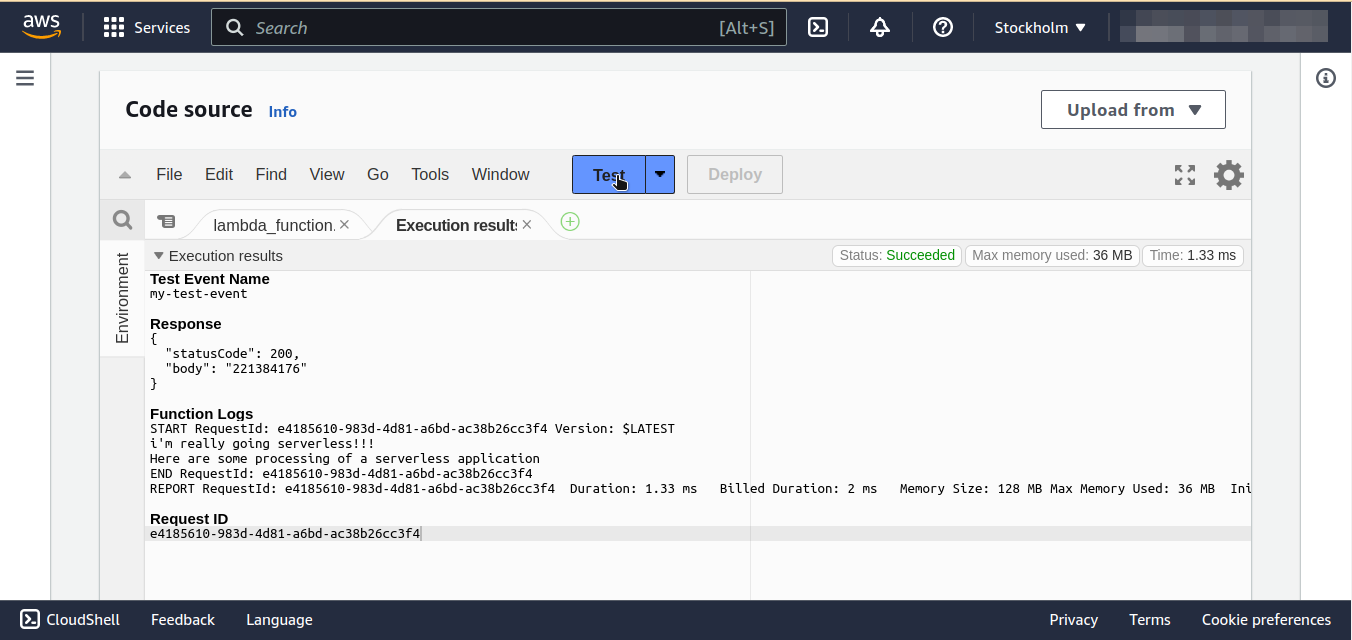 aws Services Search [Alt+S] Stockholm
Code source Info Upload from
File Edit Find View Go Tools Window Test Deploy
lambda_function. Execution result
Environment
Execution results Status: Succeeded Max memory used: 36 MB Time: 1.33 ms
Test Event Name
my-test-event
Response
{
"statusCode": 200,
"body": "221384176"
}
Function Logs
START RequestId: e4185610-983d-4d81-a6bd-ac38b26cc3f4 Version: $LATEST
i'm really going serverless!!!
Here are some processing of a serverless application
END RequestId: e4185610-983d-4d81-a6bd-ac38b26cc3f4
REPORT RequestId: e4185610-983d-4d81-a6bd-ac38b26cc3f4 Duration: 1.33 ms Billed Duration: 2 ms Memory Size: 128 MB Max Memory Used: 36 MB Ini
Request ID
e4185610-983d-4d81-a6bd-ac38b26cc3f4
CloudShell Feedback Language Privacy Terms Cookie preferences